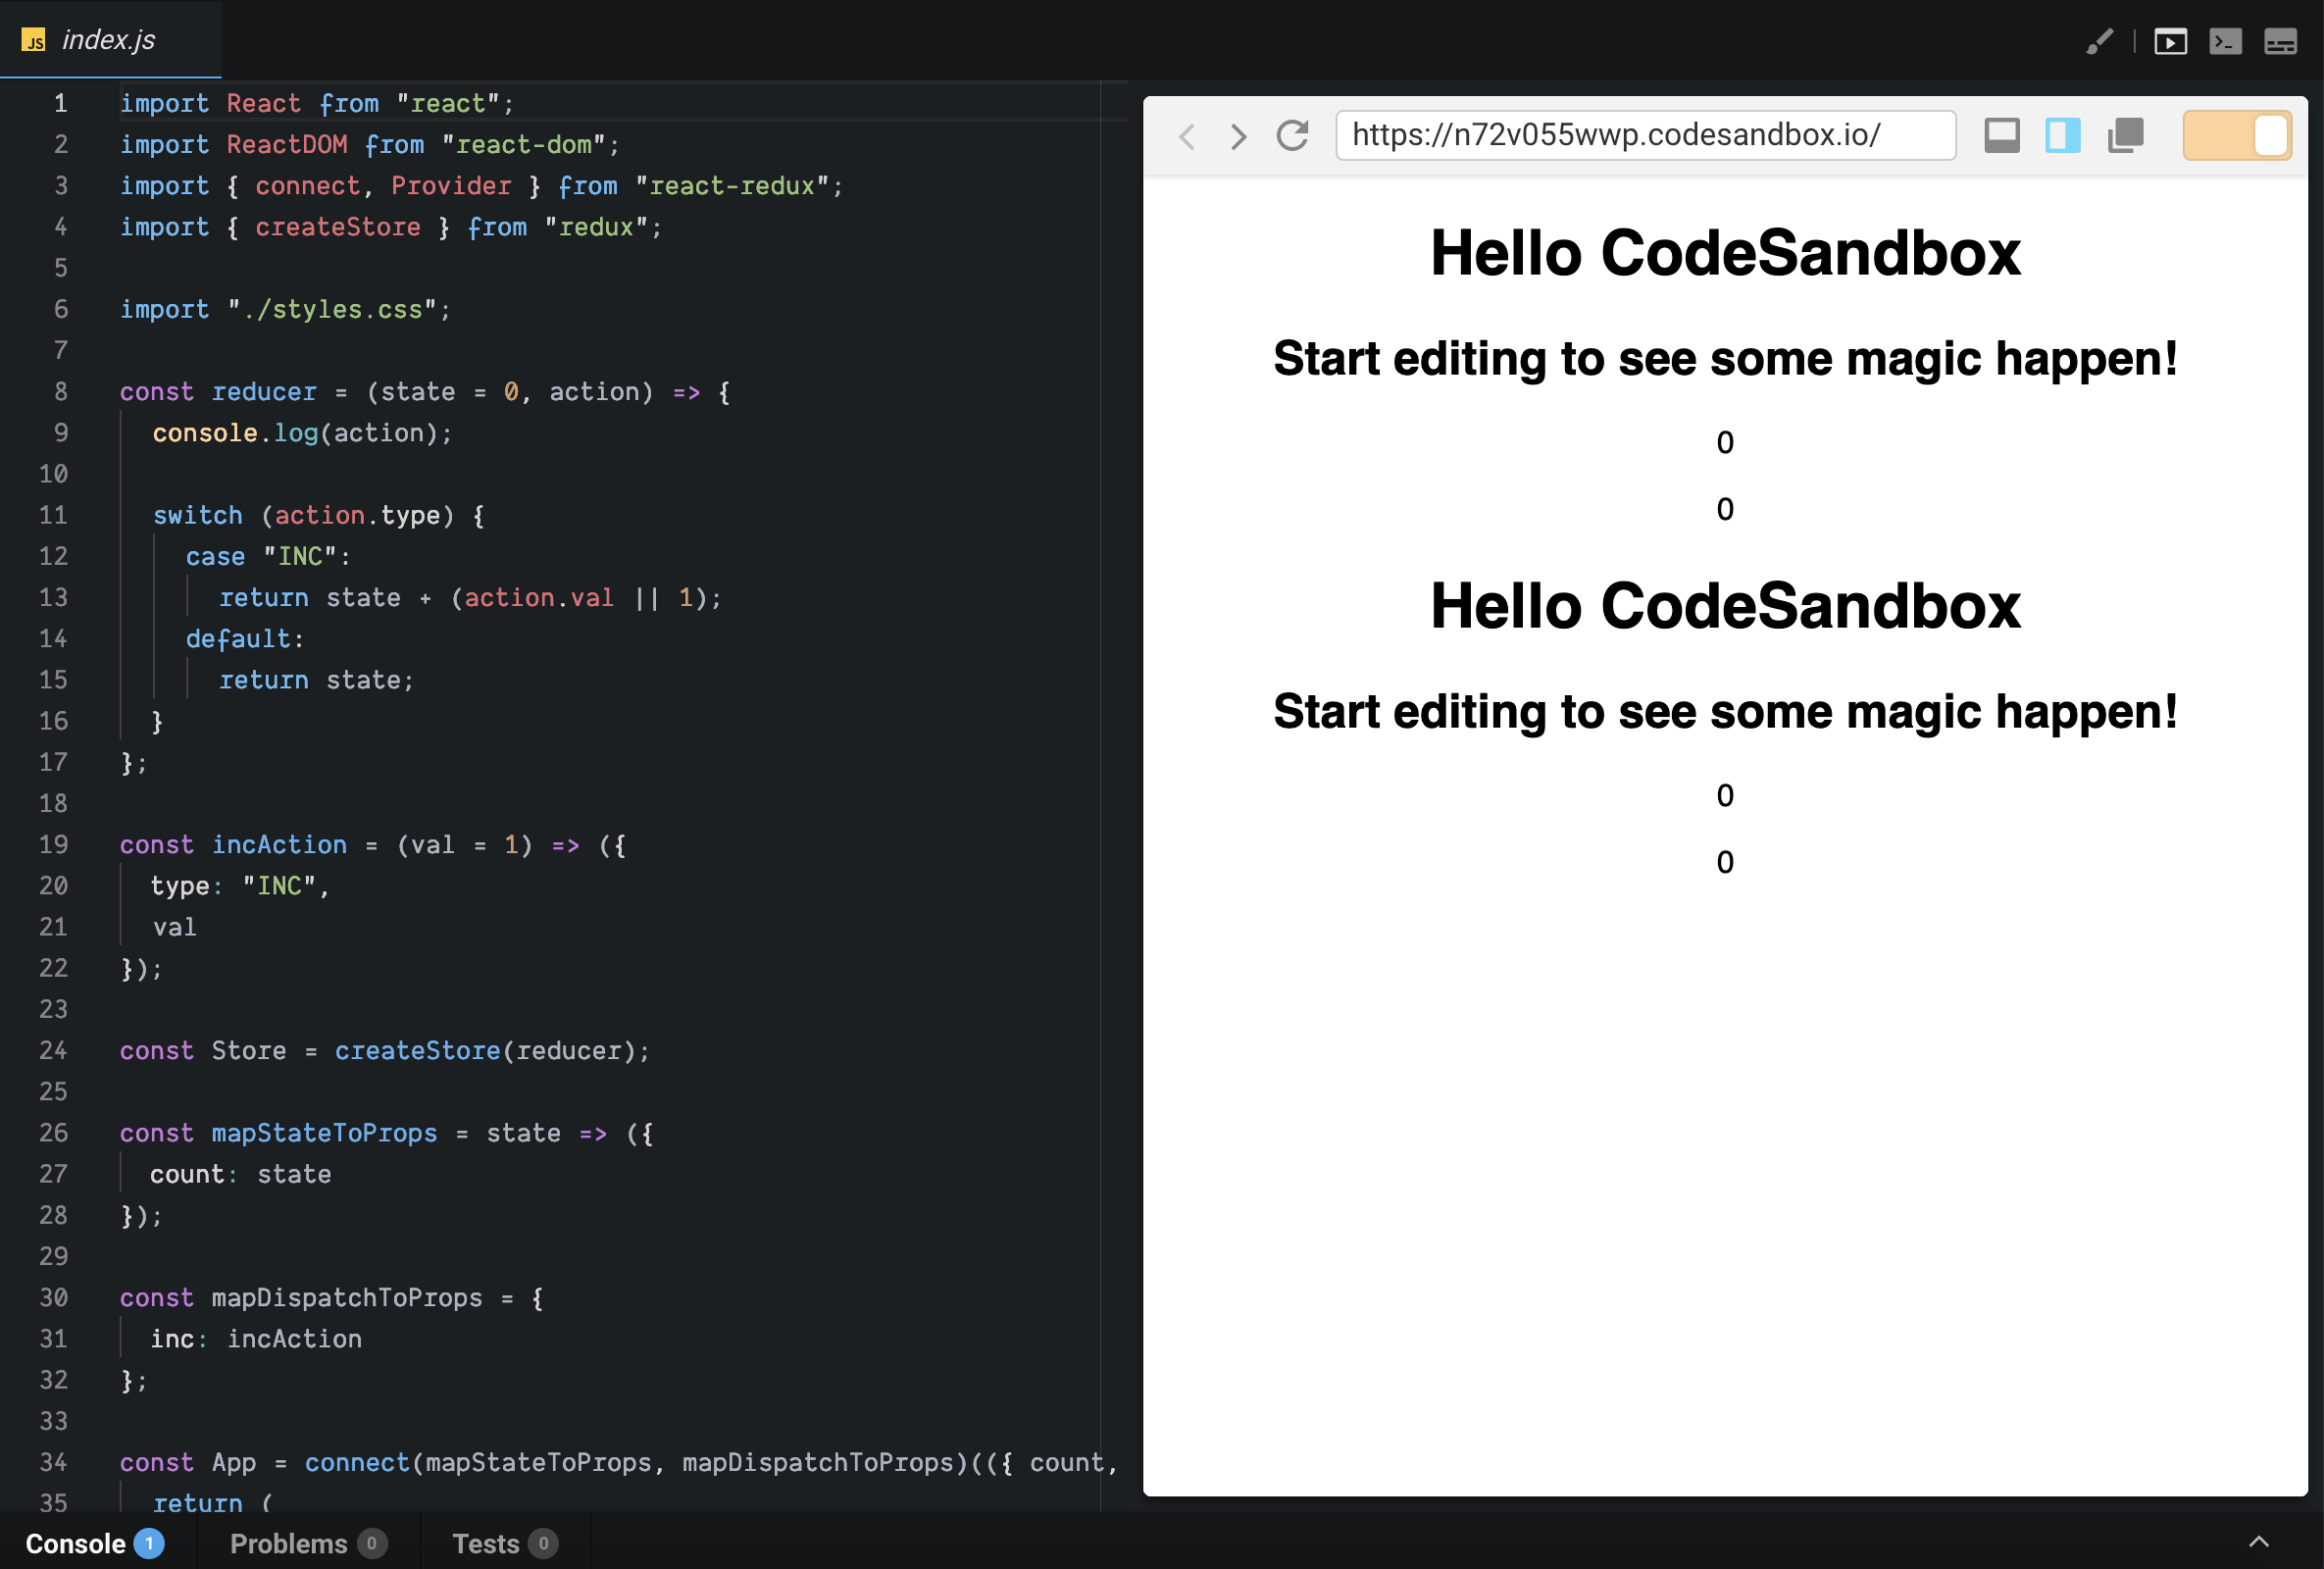 index.js
1 import React from "react";
2 import ReactDOM from "react-dom";
3 import { connect, Provider } from "react-redux";
4 import { createStore } from "redux";
5
6 import "./styles.css";
7
8 const reducer = (state = 0, action) => {
9 console.log(action);
10
11 switch (action.type) {
12 case "INC":
13 return state + (action.val || 1);
14 default:
15 return state;
16 }
17 };
18
19 const incAction = (val = 1) => ({
20 type: "INC",
21 val
22 });
23
24 const Store = createStore(reducer);
25
26 const mapStateToProps = state => ({
27 count: state
28 });
29
30 const mapDispatchToProps = {
31 inc: incAction
32 };
33
34 const App = connect(mapStateToProps, mapDispatchToProps)(({ count,
35 return (
https://n72v055wwp.codesandbox.io/
Hello CodeSandbox
Start editing to see some magic happen!
0
0
Hello CodeSandbox
Start editing to see some magic happen!
0
0
Console 1 Problems 0 Tests 0